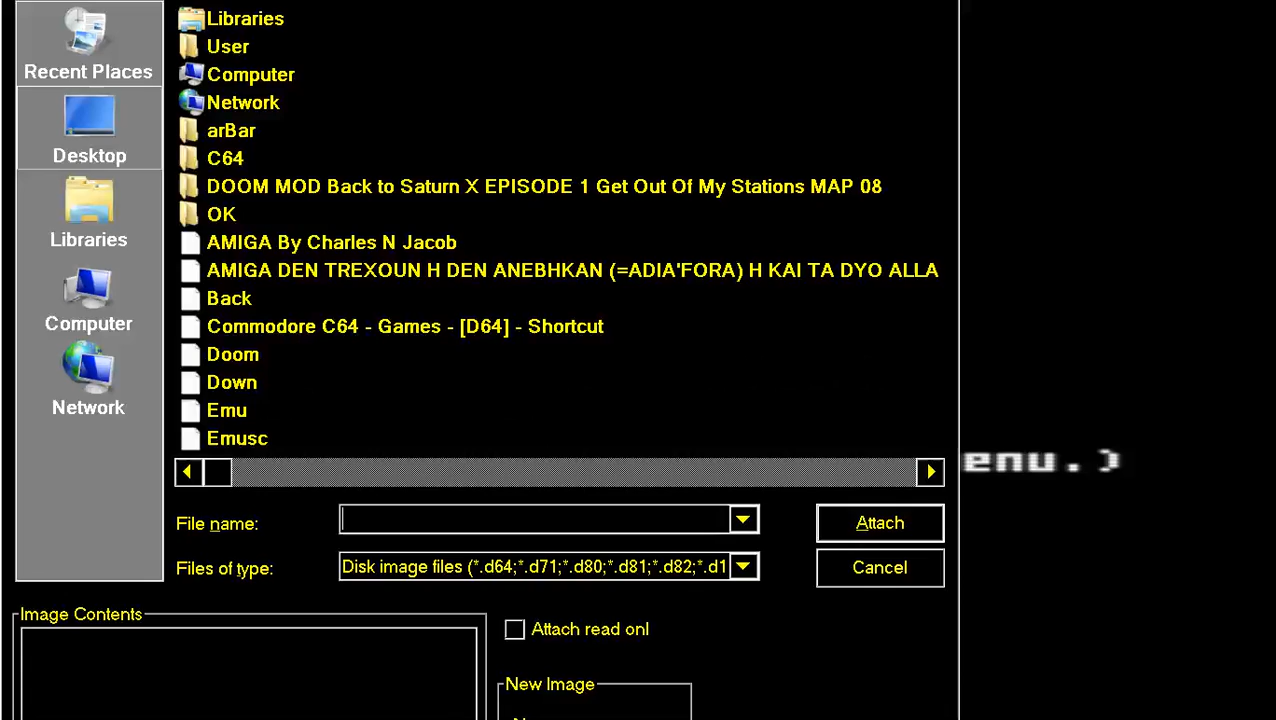 Recent Places
Desktop
Libraries
Computer
Network
Libraries
User
Computer
Network
arBar
C64
DOOM MOD Back to Saturn X EPISODE 1 Get Out Of My Stations MAP 08
OK
AMIGA By Charles N Jacob
AMIGA DEN TREXOUN H DEN ANEBHKAN (=ADIA'FORA) H KAI TA DYO ALLA
Back
Commodore C64 - Games - [D64] - Shortcut
Doom
Down
Emu
Emusc
enu.)
File name:
Attach
Files of type:
Disk image files (*.d64;*.d71;*.d80;*.d81;*.d82;*.d1
Cancel
Image Contents
Attach read onl
New Image